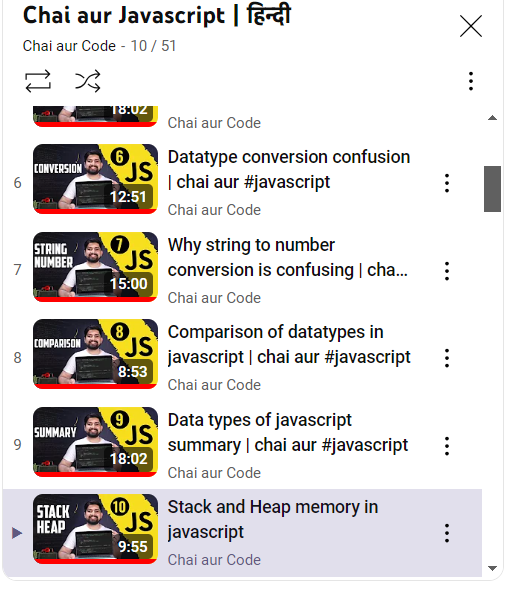 Chai aur Javascript | हिन्दी
Chai aur Code - 10 / 51
18:02
Chai aur Code
6
CONVERSION
6
JS
12:51
Datatype conversion confusion
| chai aur #javascript
Chai aur Code
7
STRING
NUMBER
7
JS
15:00
Why string to number
conversion is confusing | cha...
Chai aur Code
8
COMPARISON
8
JS
8:53
Comparison of datatypes in
javascript | chai aur #javascript
Chai aur Code
9
SUMMARY
9
JS
18:02
Data types of javascript
summary | chai aur #javascript
Chai aur Code
STACK
HEAP
10
JS
9:55
Stack and Heap memory in
javascript
Chai aur Code